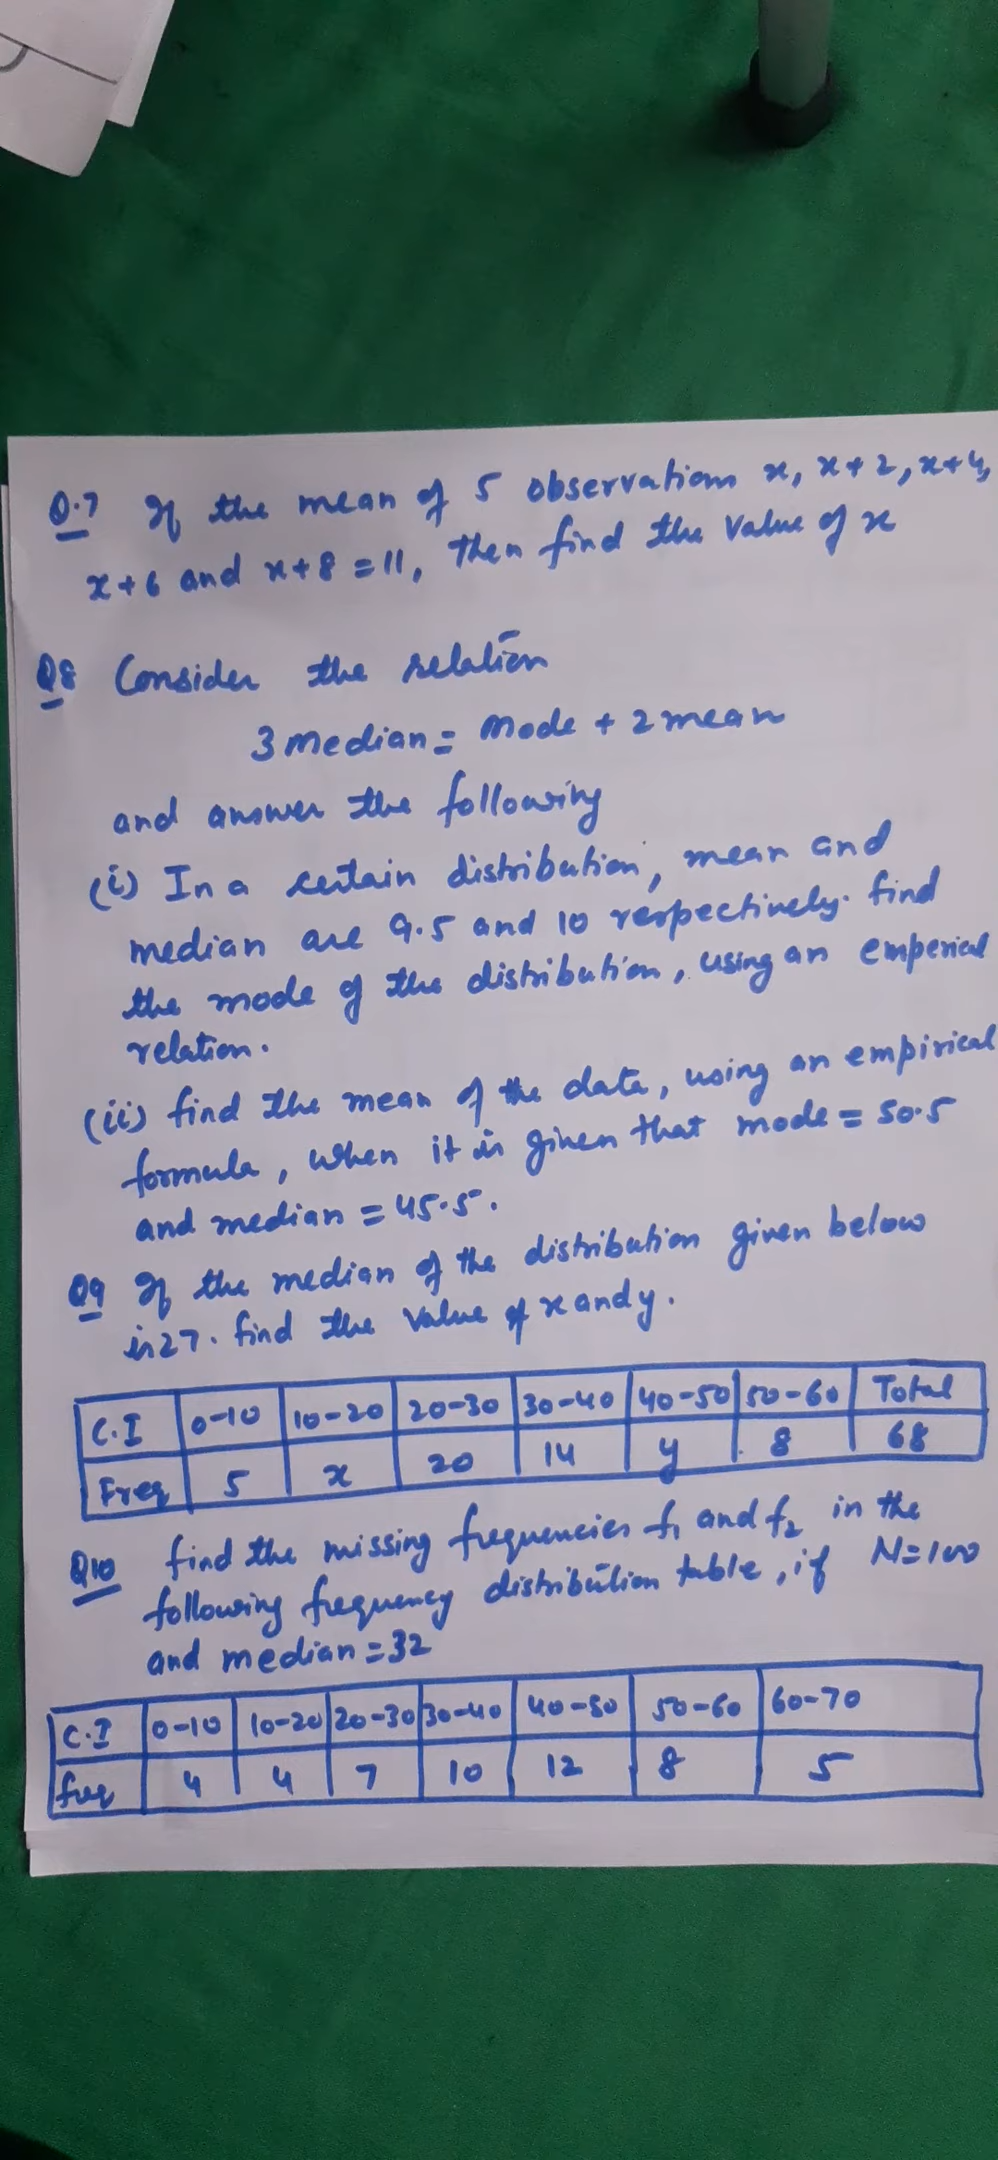 Q.7 If the mean of 5 observations x, x+2, x+4,
x+6 and x+8 = 11, then find the value of x
Q8 Consider the relation
3 median = Mode + 2 mean
and answer the following
(i) In a certain distribution, mean and
median are 9.5 and 10 respectively. find
the mode of the distribution, using an emperical
relation.
(ii) find the mean of the data, using an empirical
formula, when it is given that mode = 50.5
and median = 45.5.
Q9 If the median of the distribution given below
is 27. find the value of x and y.
C.I 0-10 10-20 20-30 30-40 40-50 50-60 Total
Freq 5 x 20 14 y 8 68
Q10 find the missing frequencies f1 and f2 in the
following frequency distribution table, if N=100
and median = 32
C.I 0-10 10-20 20-30 30-40 40-50 50-60 60-70
freq 4 4 7 10 12 8 5